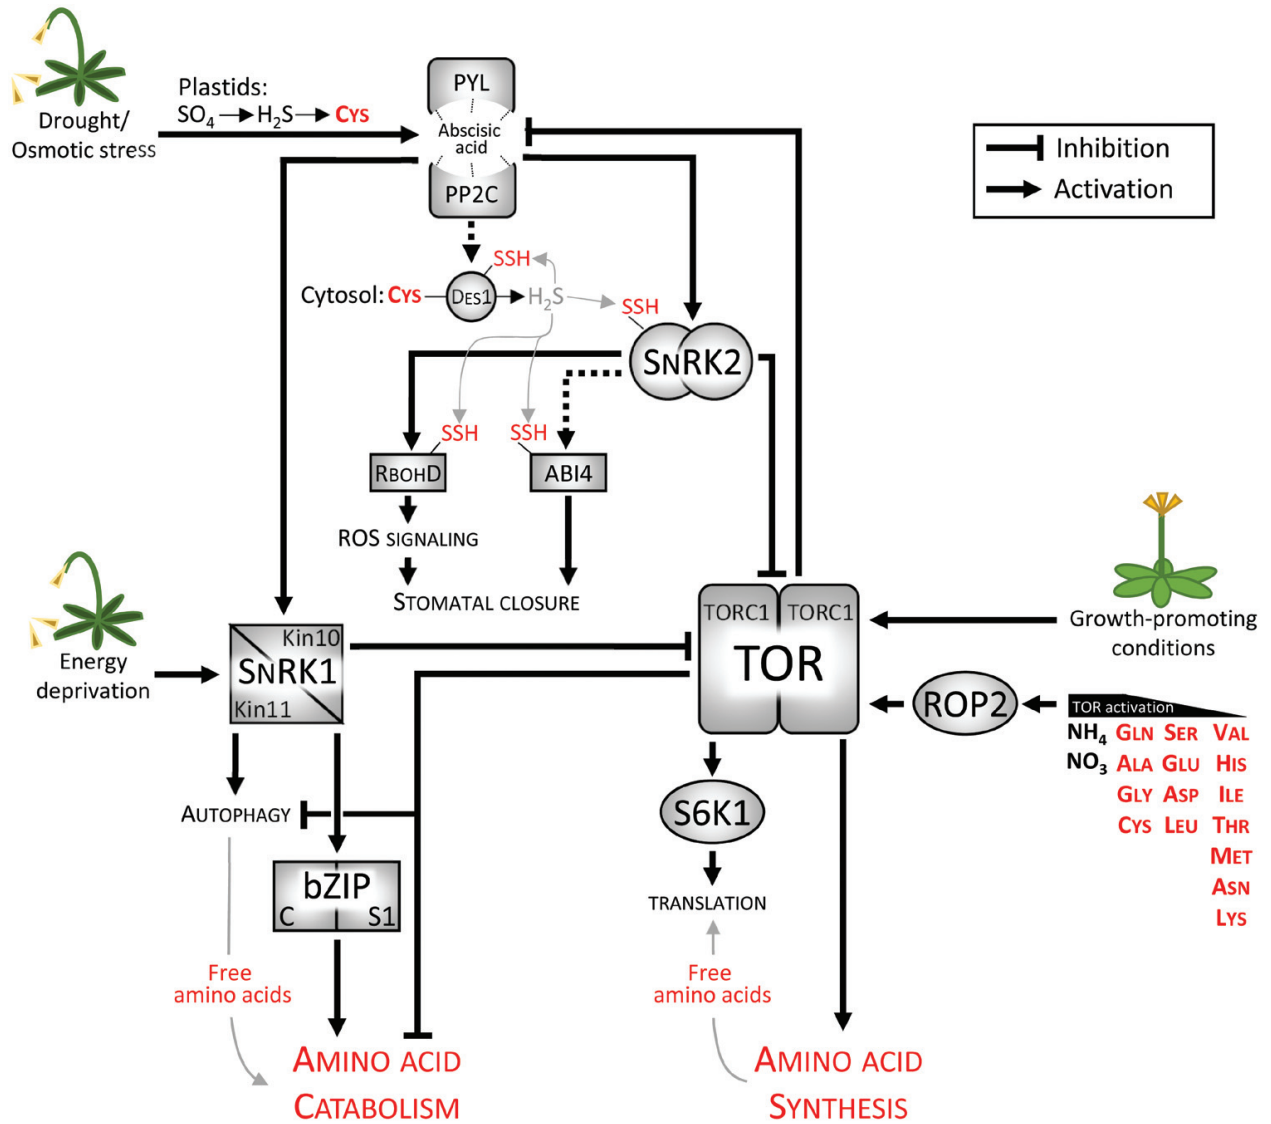 Plastids:
SO4 H2S CYS
Drought/
Osmotic stress
PYL
Abscisic
acid
PP2C
Inhibition
Activation
SSH
Cytosol: CYS DES1 H2S
SSH
SNRK2
SSH SSH
RBOHD ABI4
ROS SIGNALING
STOMATAL CLOSURE
Energy
deprivation
Kin10
SNRK1
Kin11
TORC1 TORC1
TOR
Growth-promoting
conditions
ROP2
TOR activation
NH4 GLN SER VAL
NO3 ALA GLU HIS
GLY ASP ILE
CYS LEU THR
MET
ASN
LYS
AUTOPHAGY
S6K1
bZIP
C S1
TRANSLATION
Free
amino acids
Free
amino acids
AMINO ACID
CATABOLISM
AMINO ACID
SYNTHESIS